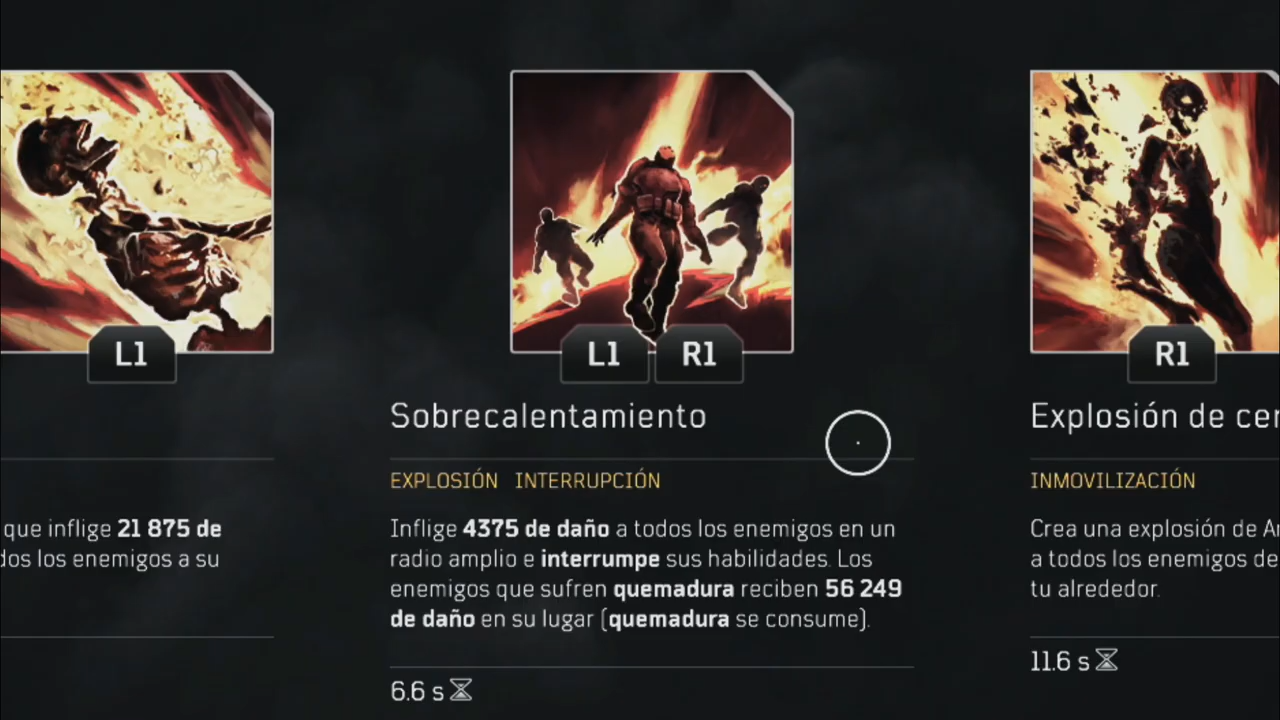 L1
que inflige 21 875 de
dos los enemigos a su
L1 R1
Sobrecalentamiento
EXPLOSIÓN INTERRUPCIÓN
Inflige 4375 de daño a todos los enemigos en un
radio amplio e interrumpe sus habilidades. Los
enemigos que sufren quemadura reciben 56 249
de daño en su lugar (quemadura se consume).
6.6 s
R1
Explosión de cer
INMOVILIZACIÓN
Crea una explosión de
a todos los enemigos de
tu alrededor.
11.6 s